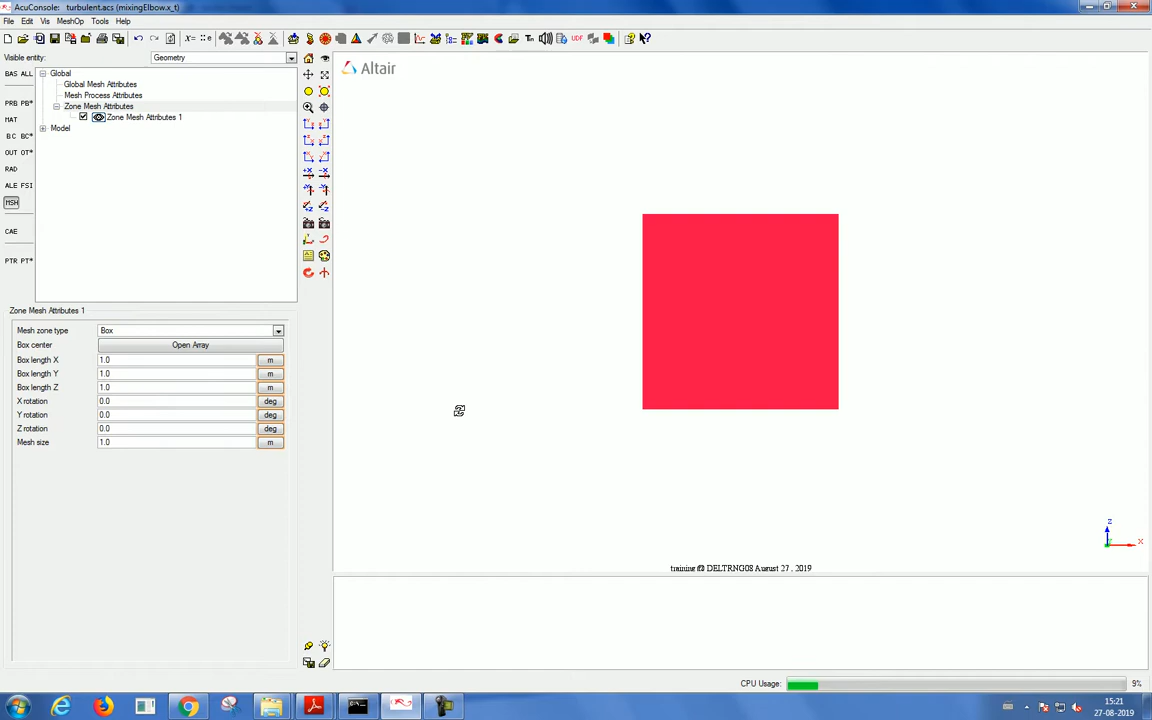 AcuConsole: turbulent.acs (mixingElbow.x_t)
File Edit Vis MeshOp Tools Help
Visible entity: Geometry
BAS ALL
PRB PB*
MAT
BC BC*
OUT OT*
RAD
ALE FSI
MSH
CAE
PTR PT*
Global
Global Mesh Attributes
Mesh Process Attributes
Zone Mesh Attributes
Zone Mesh Attributes 1
Model
Altair
Zone Mesh Attributes 1
Mesh zone type Box
Box center Open Array
Box length X 1.0 m
Box length Y 1.0 m
Box length Z 1.0 m
X rotation 0.0 deg
Y rotation 0.0 deg
Z rotation 0.0 deg
Mesh size 1.0 m
Z
X
training @ DELTRNG08 August 27, 2019
CPU Usage: 9%
15:21
27-08-2019